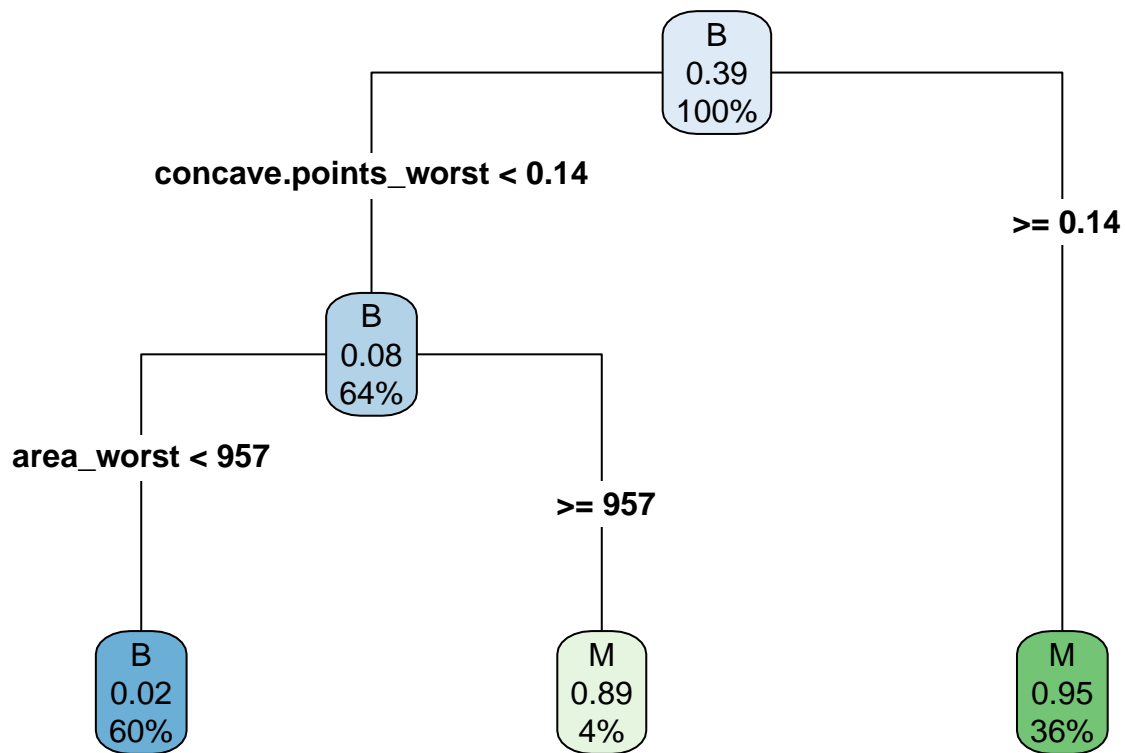 B
0.39
100%
concave.points_worst < 0.14
>= 0.14
B
0.08
64%
area_worst < 957
>= 957
B
0.02
60%
M
0.89
4%
M
0.95
36%